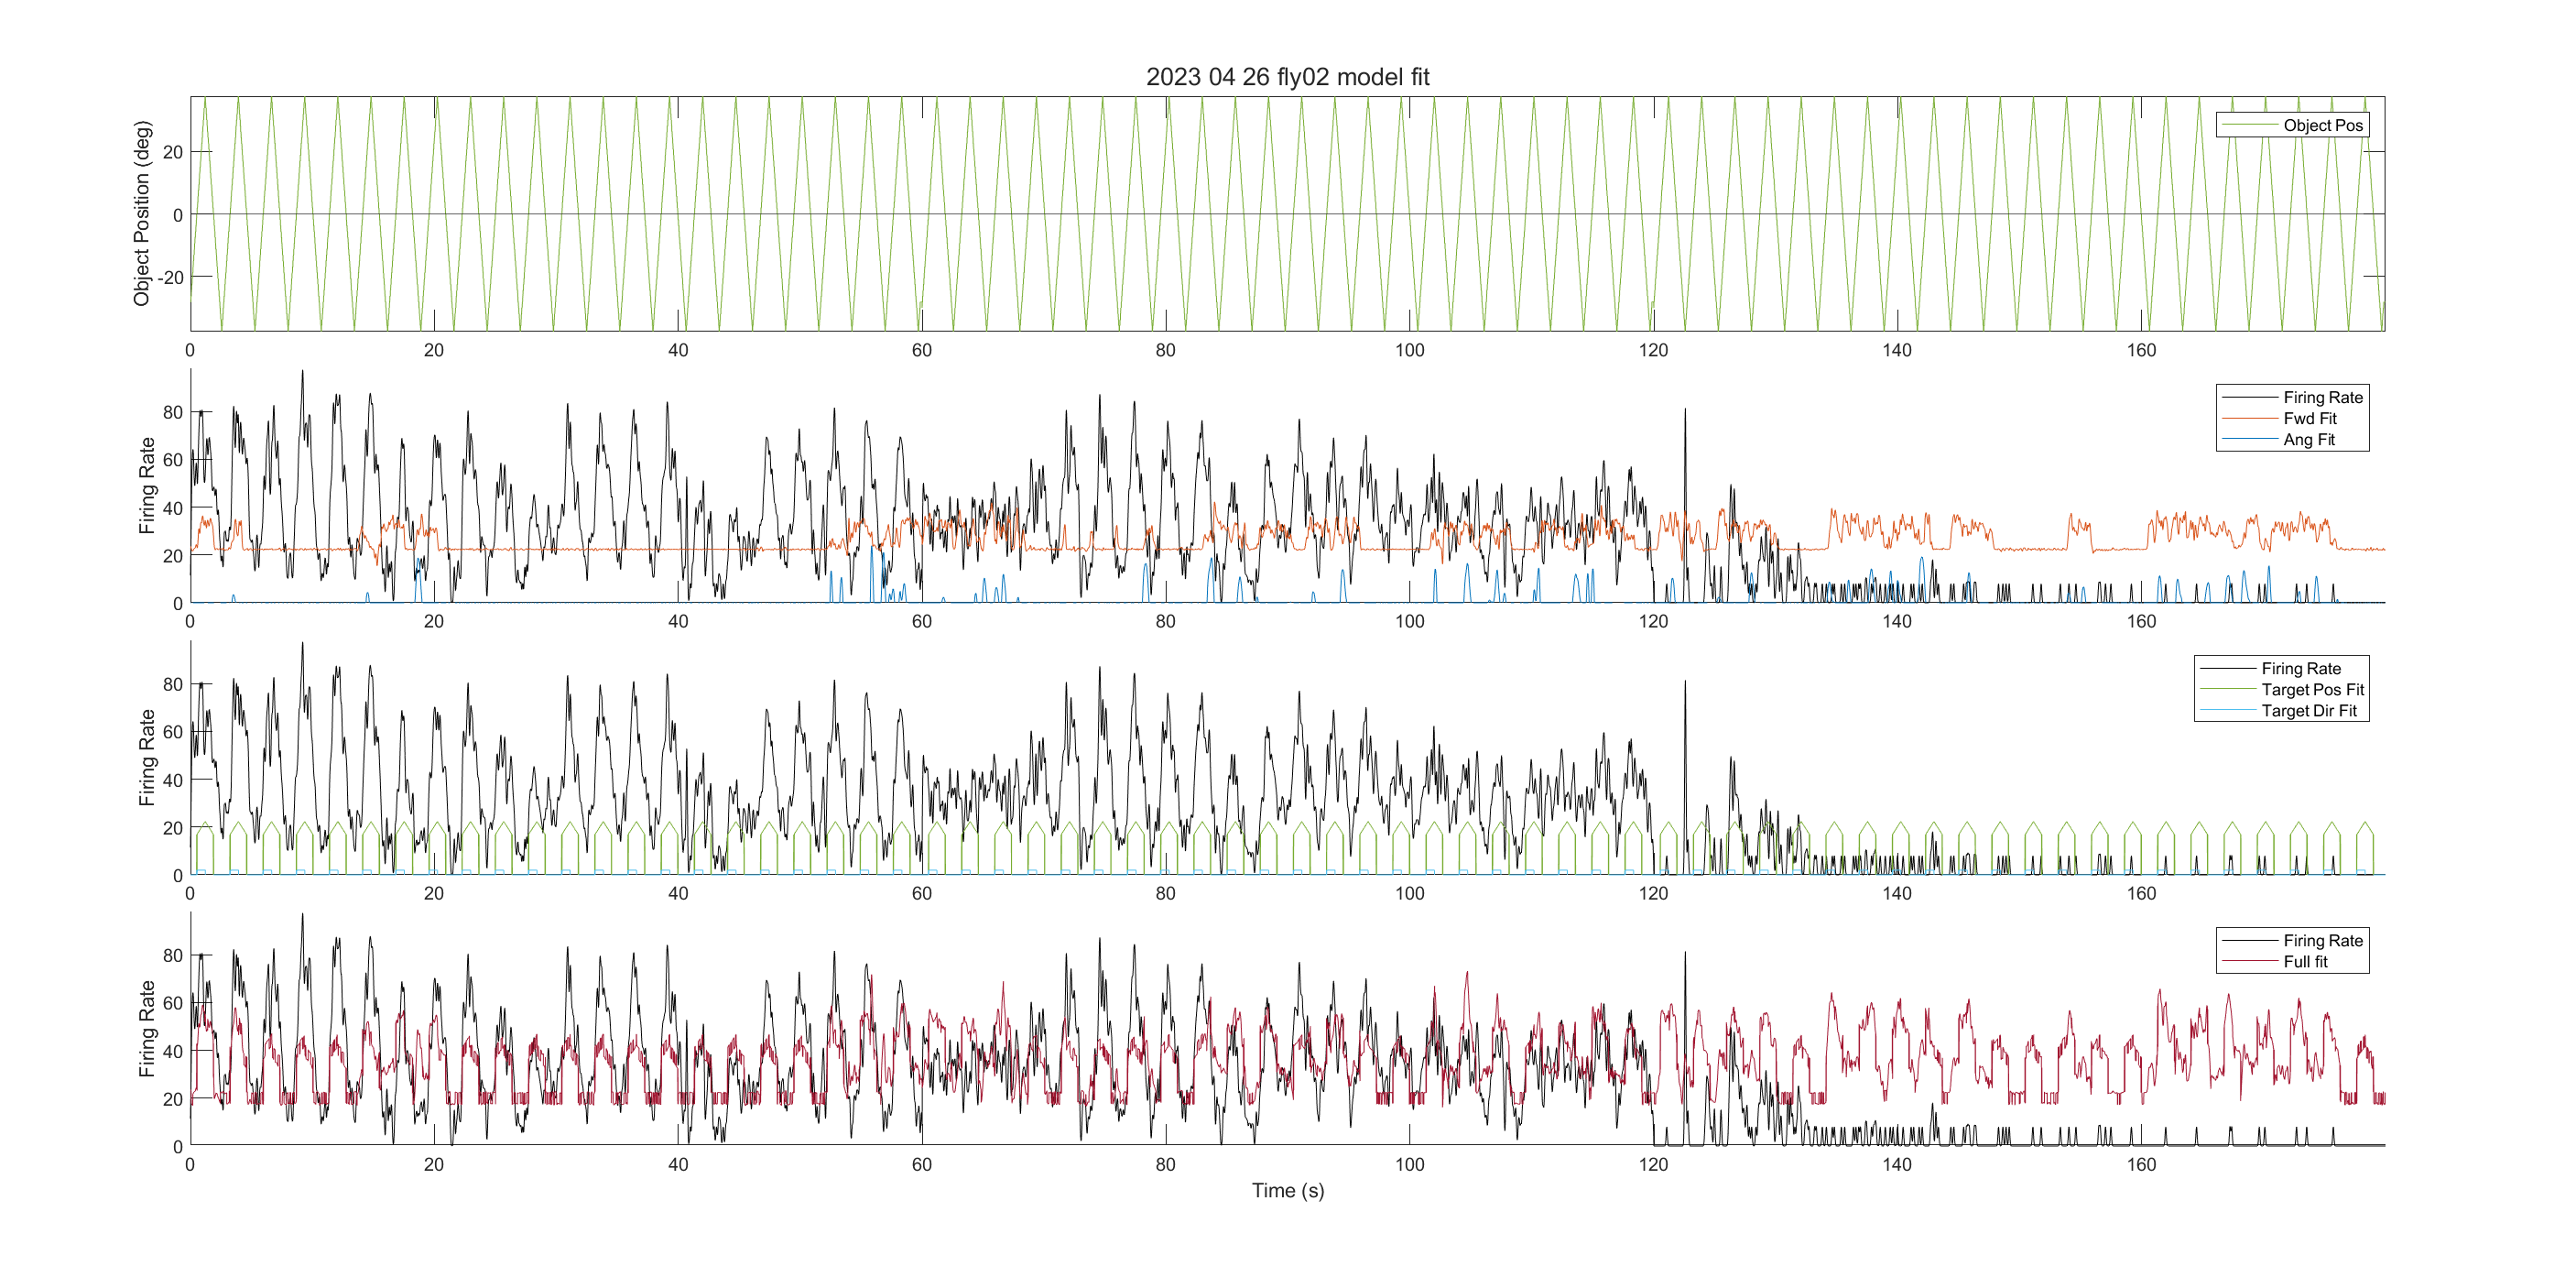 2023 04 26 fly02 model fit
Object Position (deg)
20
0
-20
Object Pos
0 20 40 60 80 100 120 140 160
Firing Rate
80
60
40
20
0
Firing Rate
Fwd Fit
Ang Fit
0 20 40 60 80 100 120 140 160
Firing Rate
80
60
40
20
0
Firing Rate
Target Pos Fit
Target Dir Fit
0 20 40 60 80 100 120 140 160
Firing Rate
80
60
40
20
0
Firing Rate
Full fit
0 20 40 60 80 100 120 140 160
Time (s)